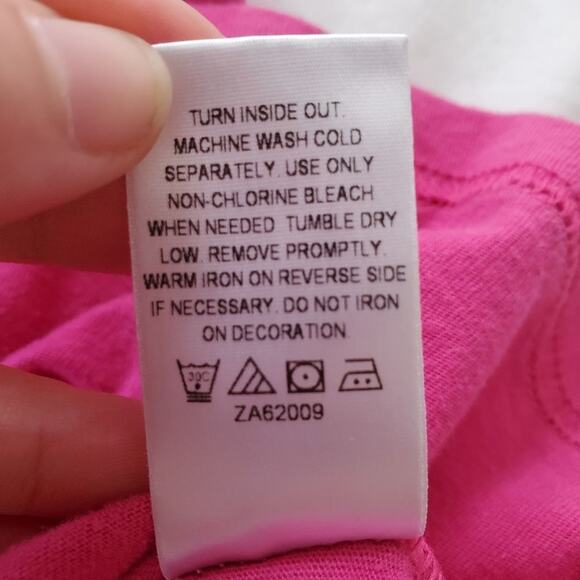 TURN INSIDE OUT.
MACHINE WASH COLD
SEPARATELY. USE ONLY
NON-CHLORINE BLEACH
WHEN NEEDED TUMBLE DRY
LOW. REMOVE PROMPTLY.
WARM IRON ON REVERSE SIDE
IF NECESSARY. DO NOT IRON
ON DECORATION.
30C
ZA62009